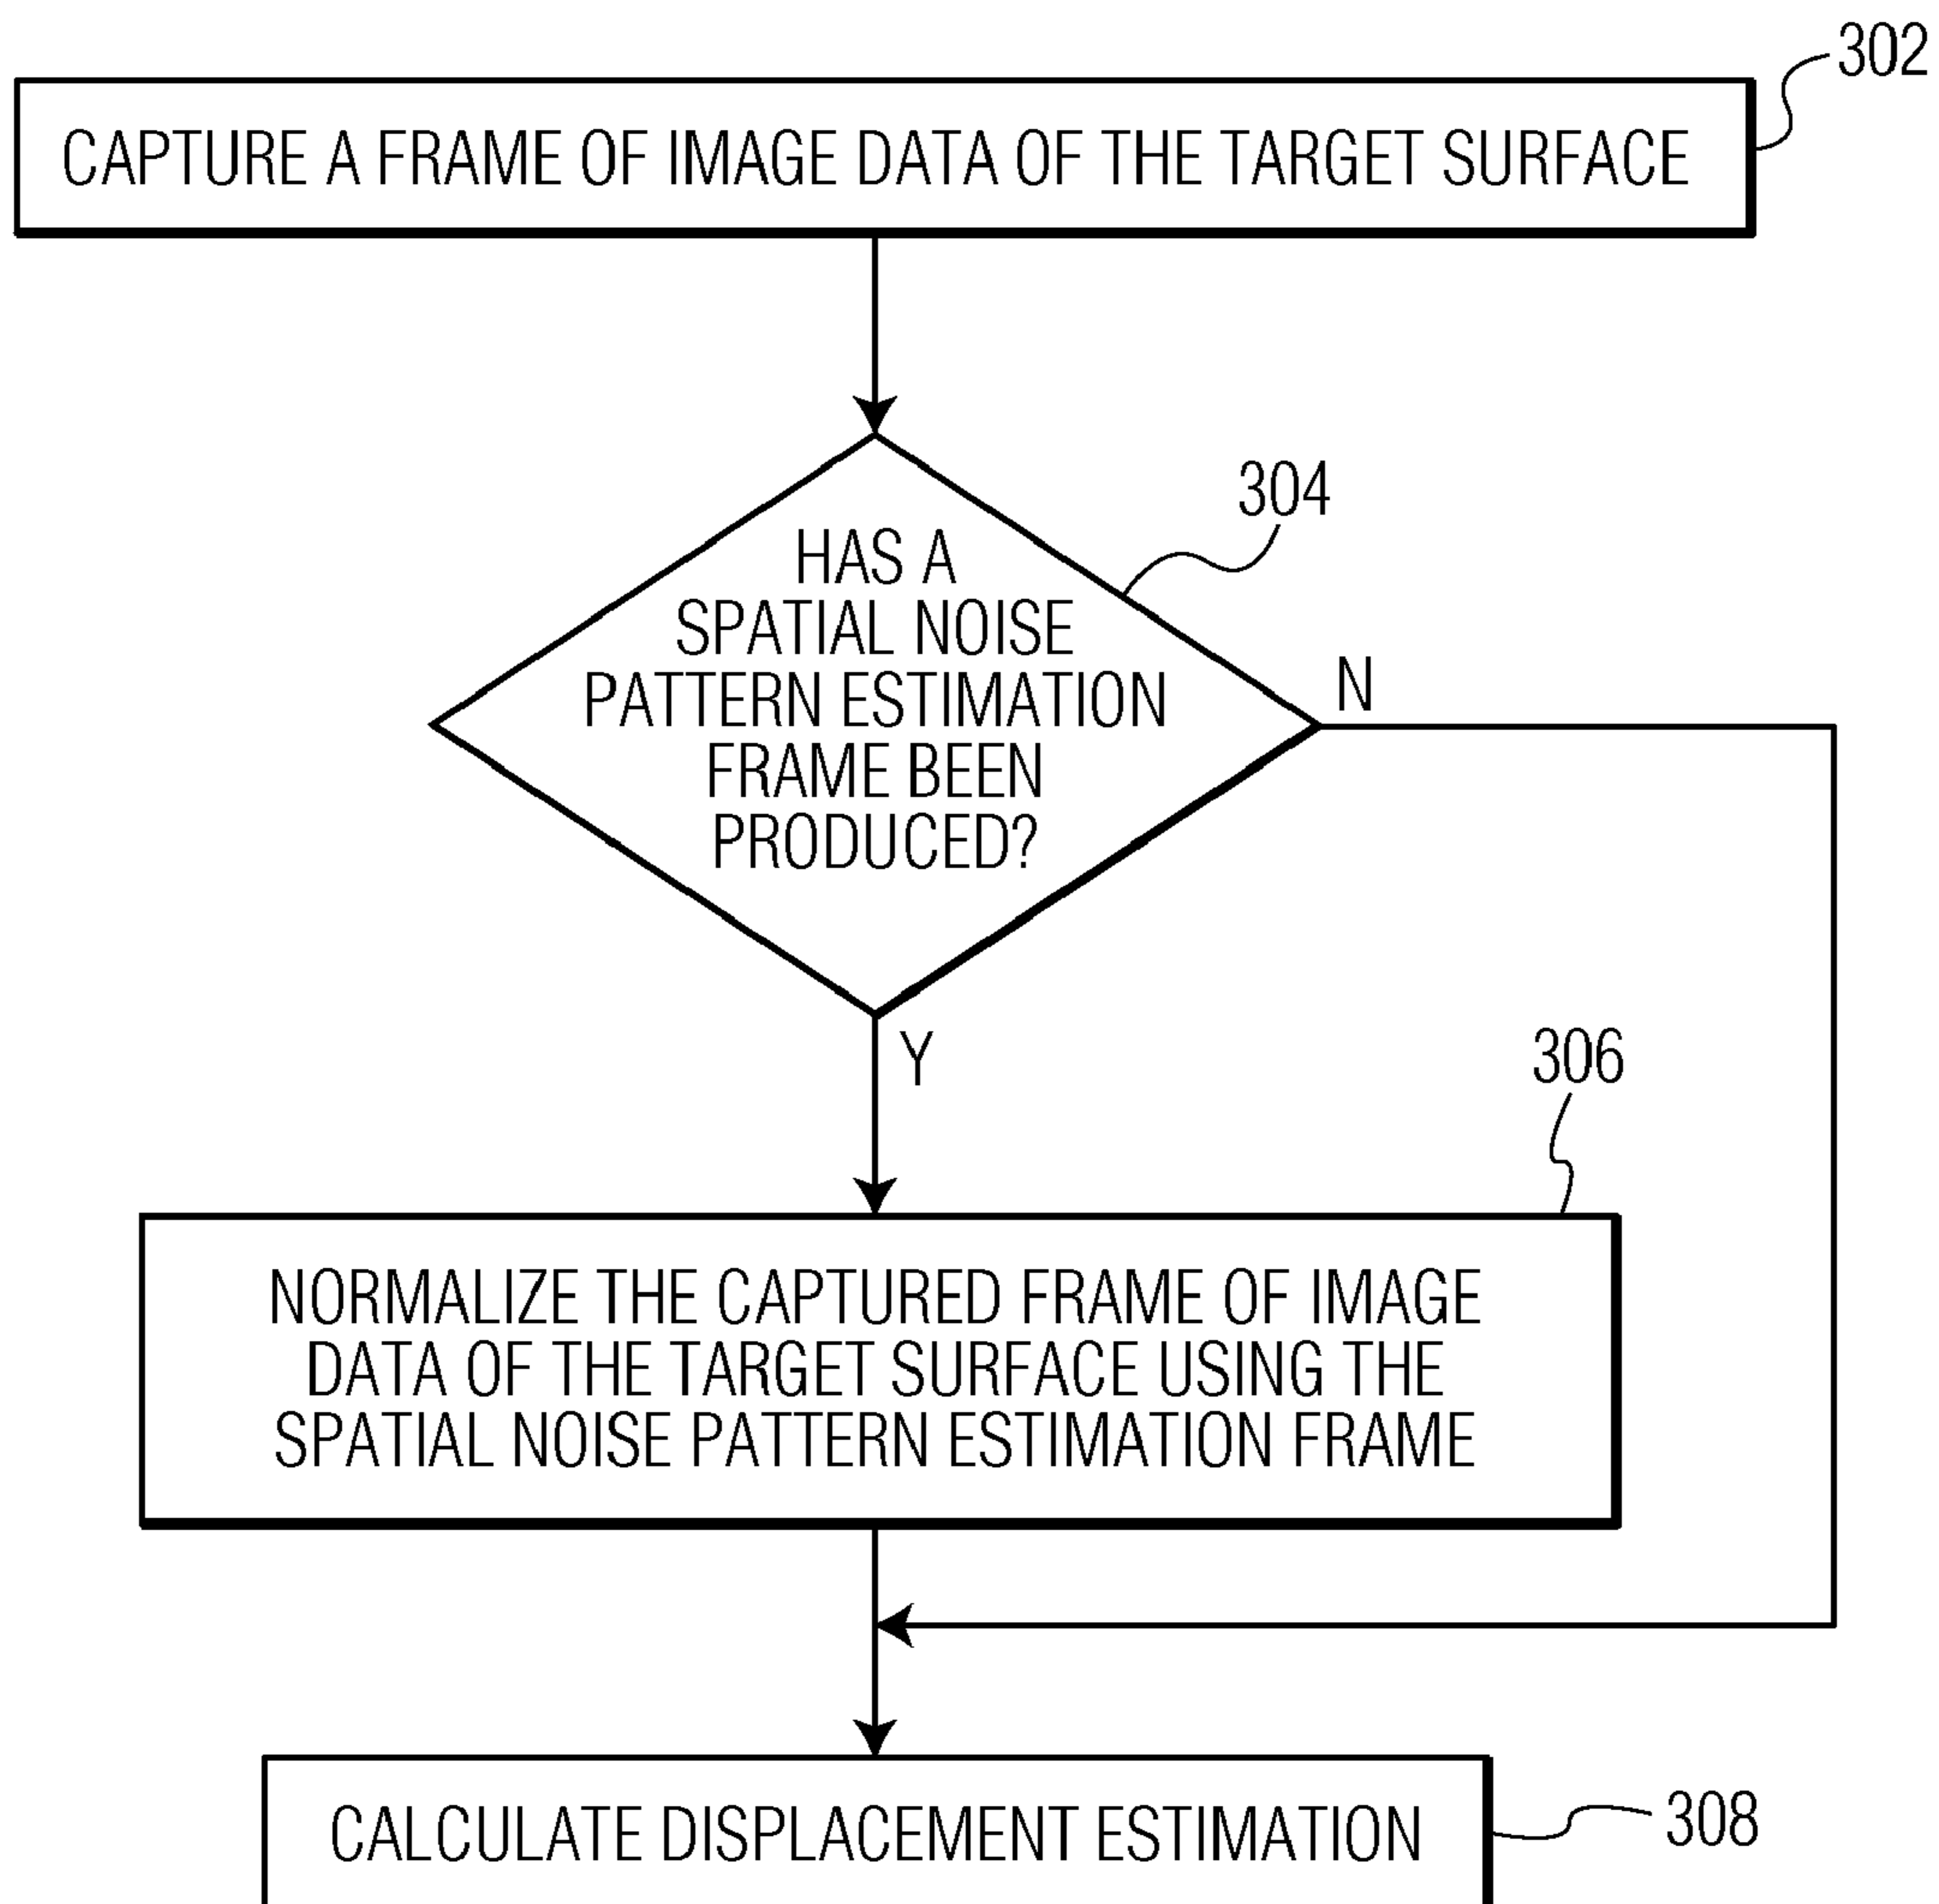 302
CAPTURE A FRAME OF IMAGE DATA OF THE TARGET SURFACE
304
HAS A
SPATIAL NOISE
PATTERN ESTIMATION
FRAME BEEN
PRODUCED?
N
Y
306
NORMALIZE THE CAPTURED FRAME OF IMAGE
DATA OF THE TARGET SURFACE USING THE
SPATIAL NOISE PATTERN ESTIMATION FRAME
CALCULATE DISPLACEMENT ESTIMATION
308